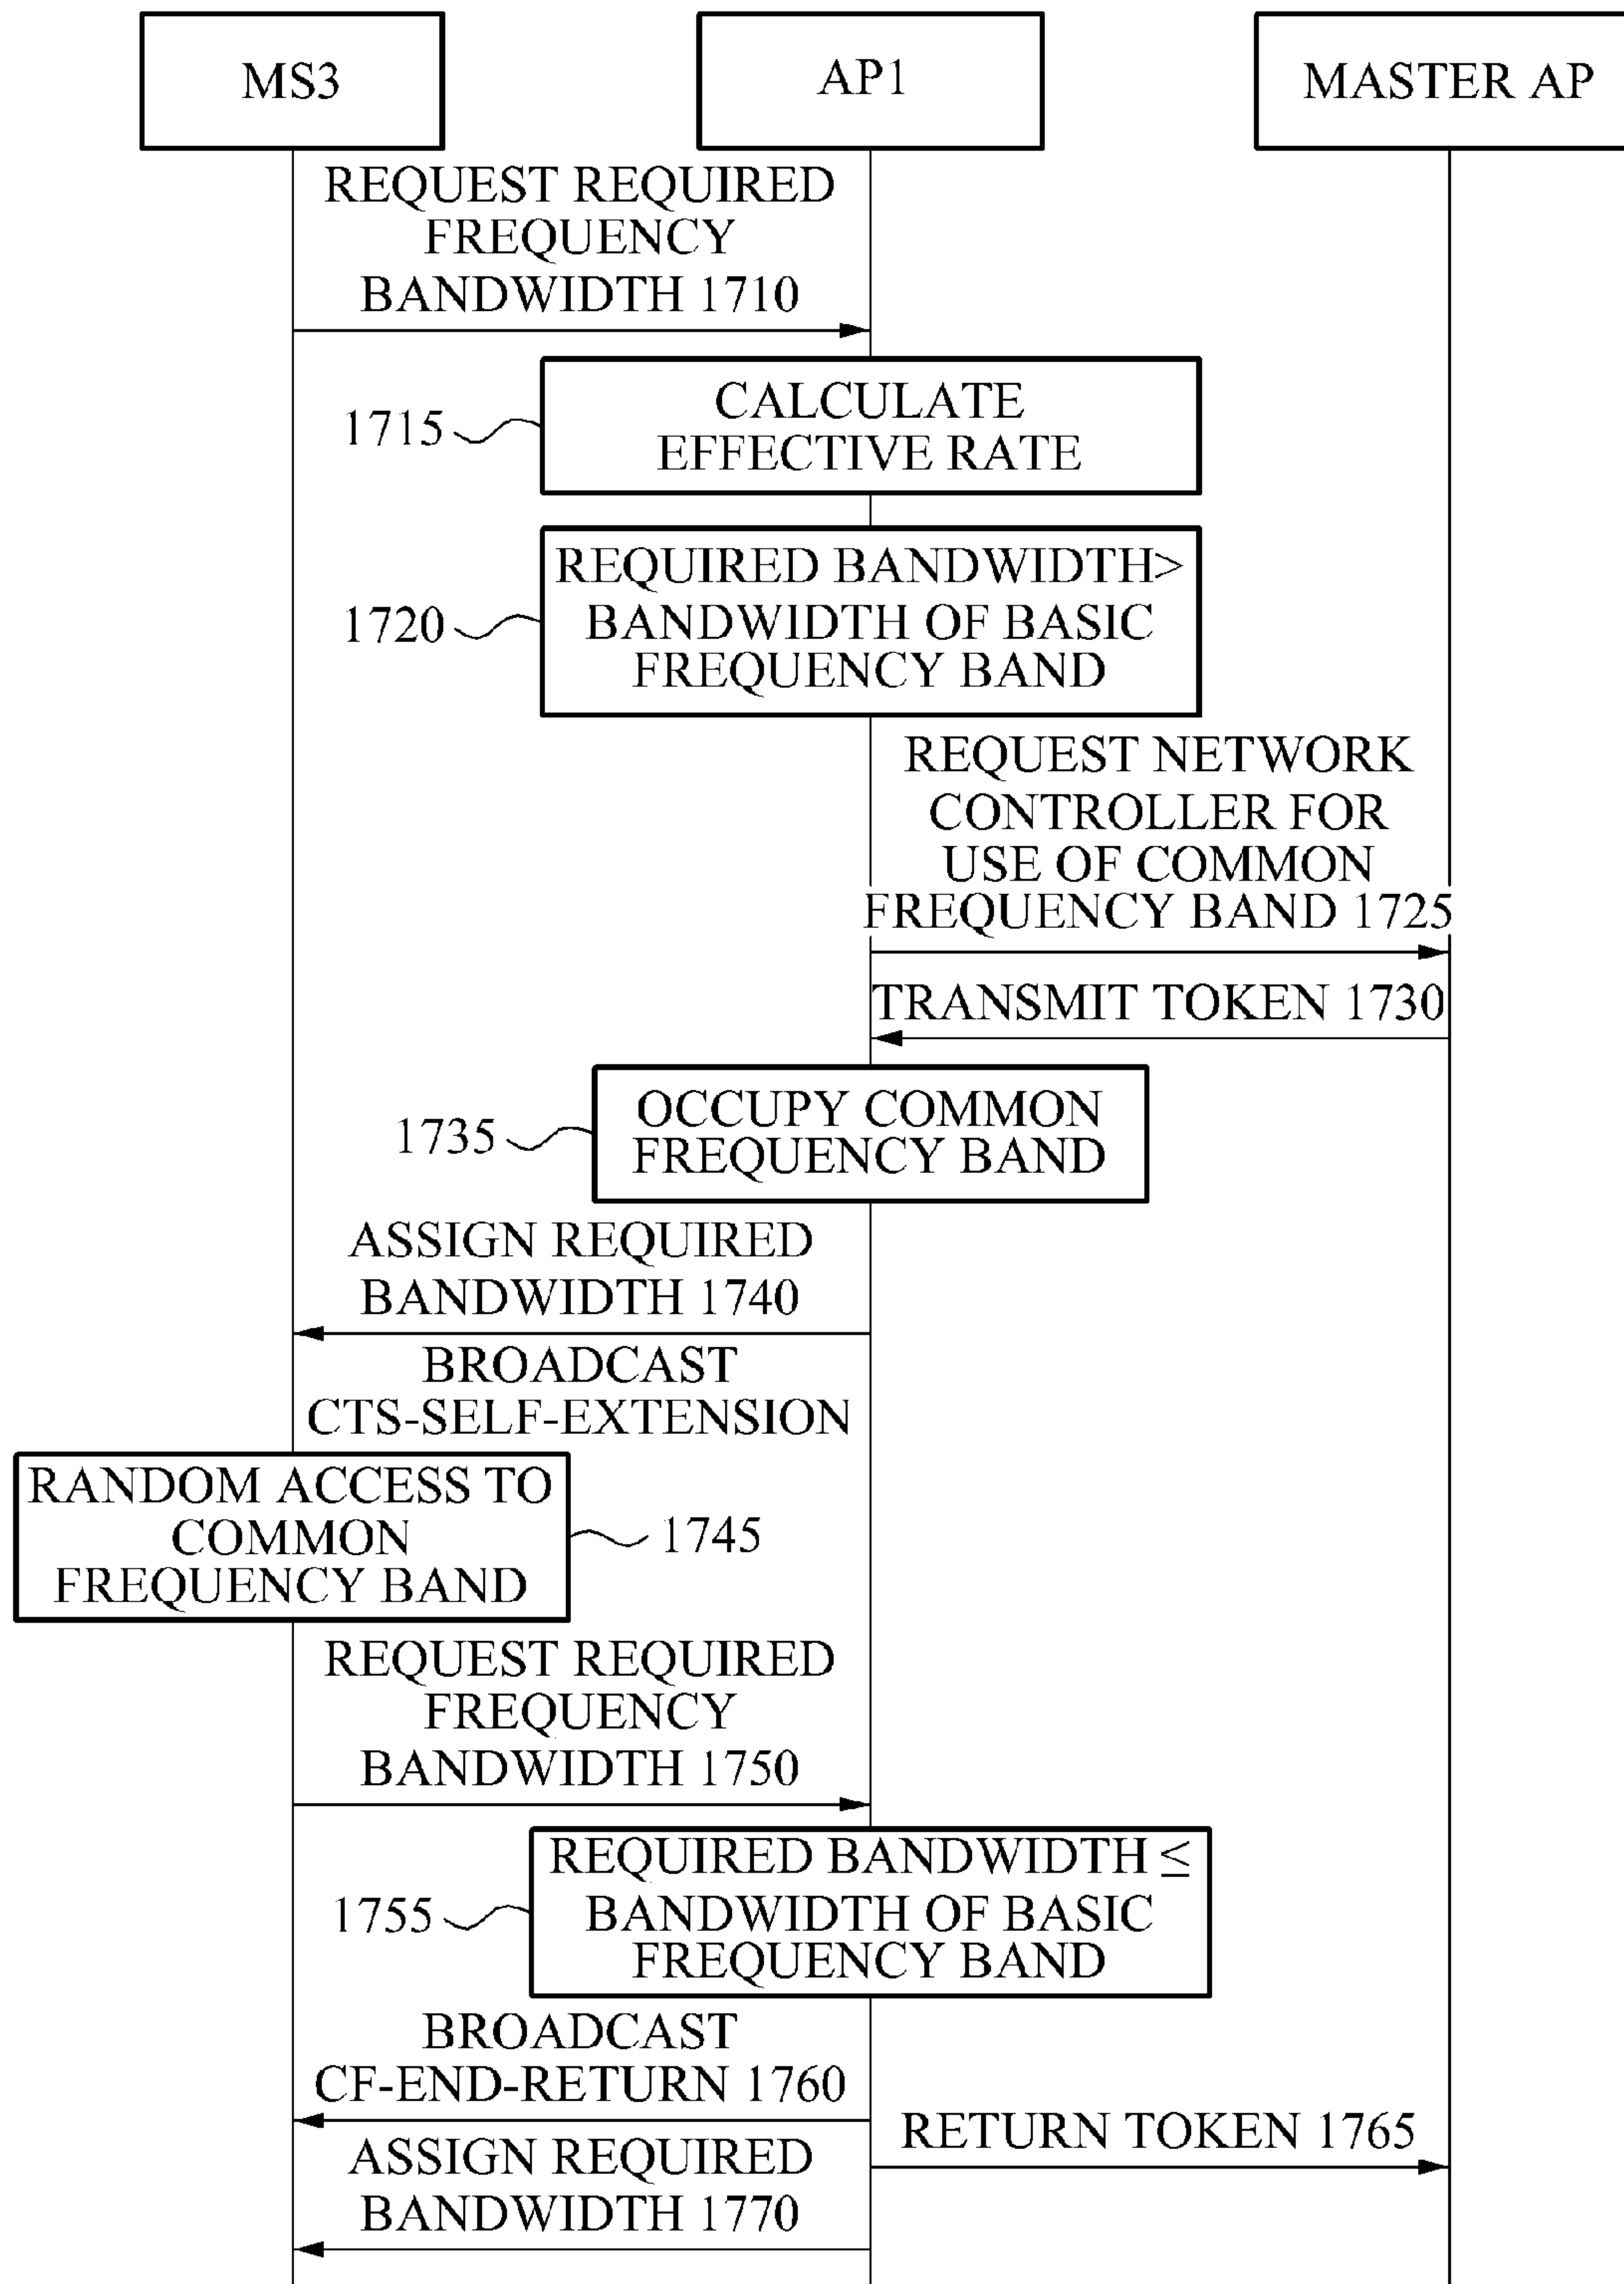 MS3
AP1
MASTER AP
REQUEST REQUIRED
FREQUENCY
BANDWIDTH 1710
1715
CALCULATE
EFFECTIVE RATE
1720
REQUIRED BANDWIDTH>
BANDWIDTH OF BASIC
FREQUENCY BAND
REQUEST NETWORK
CONTROLLER FOR
USE OF COMMON
FREQUENCY BAND 1725
TRANSMIT TOKEN 1730
1735
OCCUPY COMMON
FREQUENCY BAND
ASSIGN REQUIRED
BANDWIDTH 1740
BROADCAST
CTS-SELF-EXTENSION
RANDOM ACCESS TO
COMMON
FREQUENCY BAND
1745
REQUEST REQUIRED
FREQUENCY
BANDWIDTH 1750
1755
REQUIRED BANDWIDTH ≤
BANDWIDTH OF BASIC
FREQUENCY BAND
BROADCAST
CF-END-RETURN 1760
RETURN TOKEN 1765
ASSIGN REQUIRED
BANDWIDTH 1770